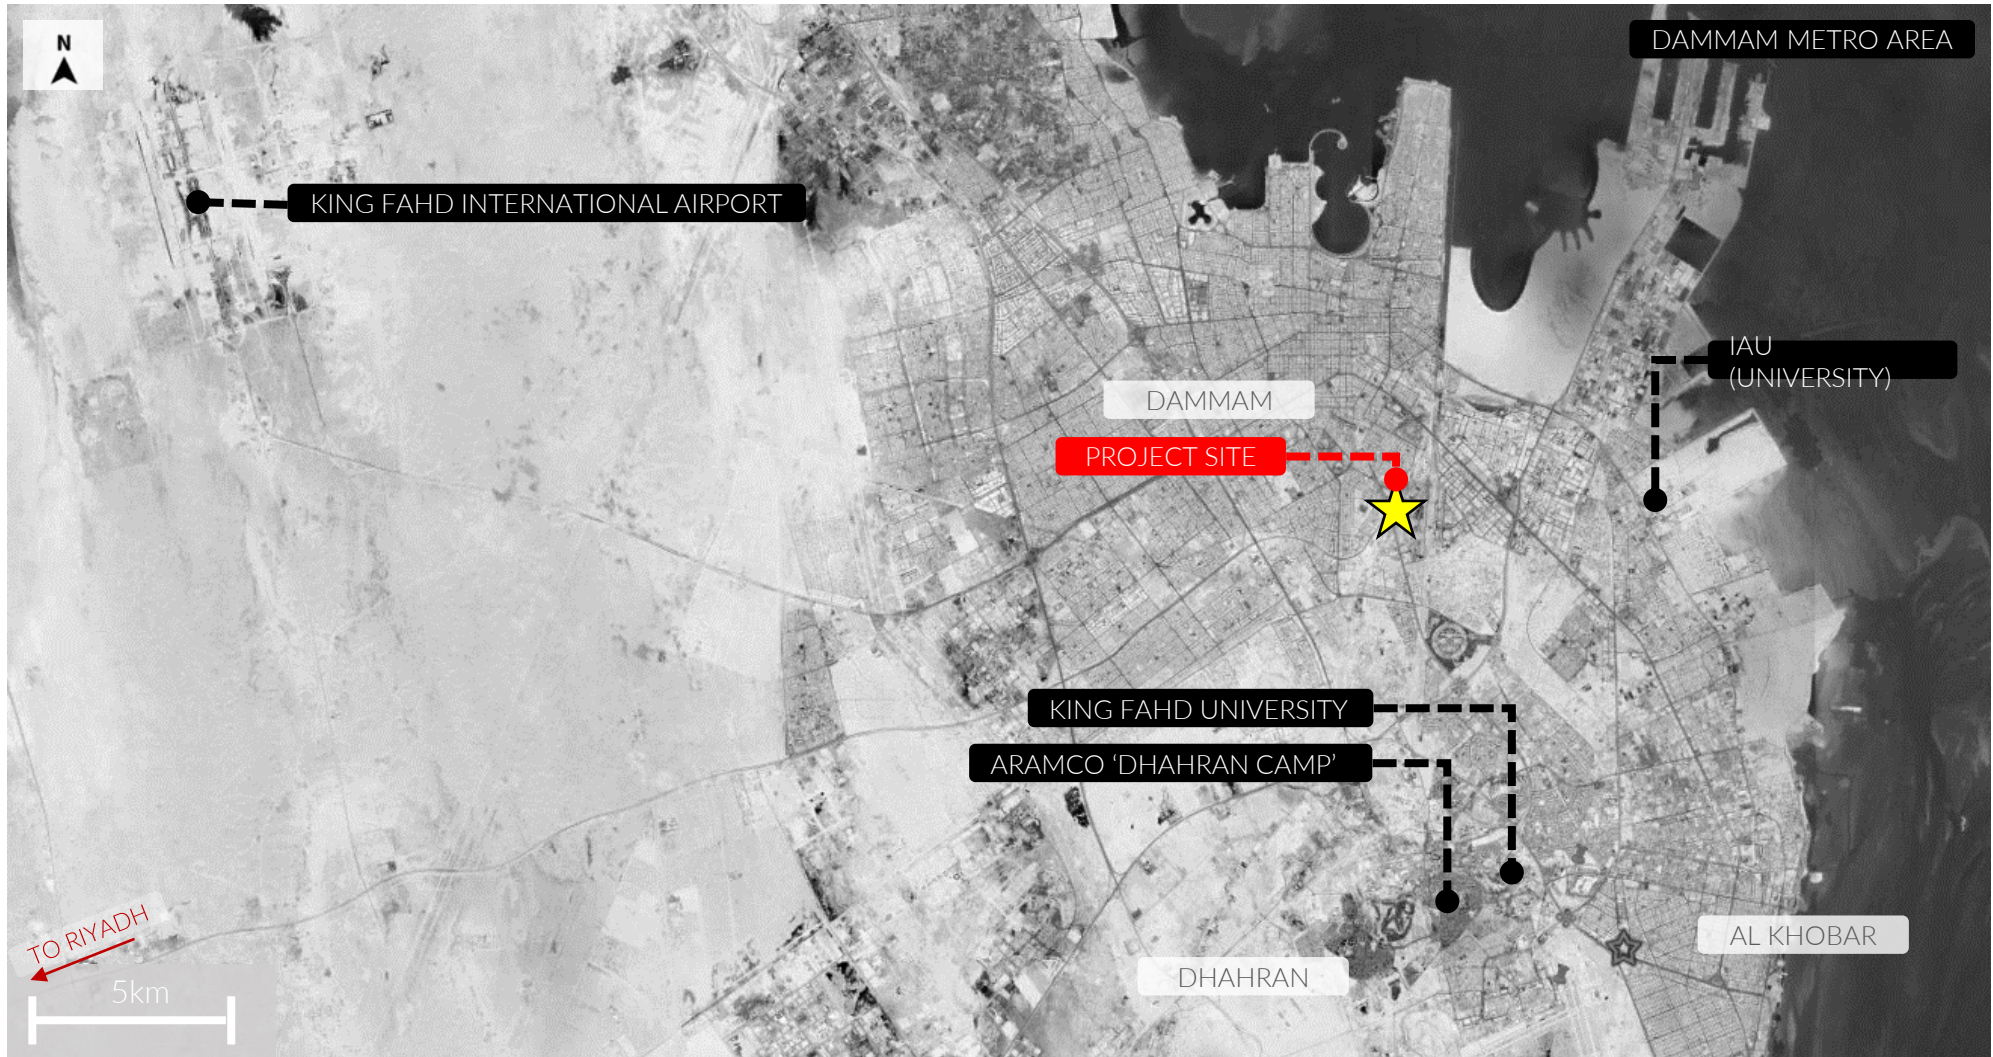 N
DAMMAM METRO AREA
KING FAHD INTERNATIONAL AIRPORT
IAU
(UNIVERSITY)
DAMMAM
PROJECT SITE
KING FAHD UNIVERSITY
ARAMCO ‘DHAHRAN CAMP’
TO RIYADH
AL KHOBAR
DHAHRAN
5km